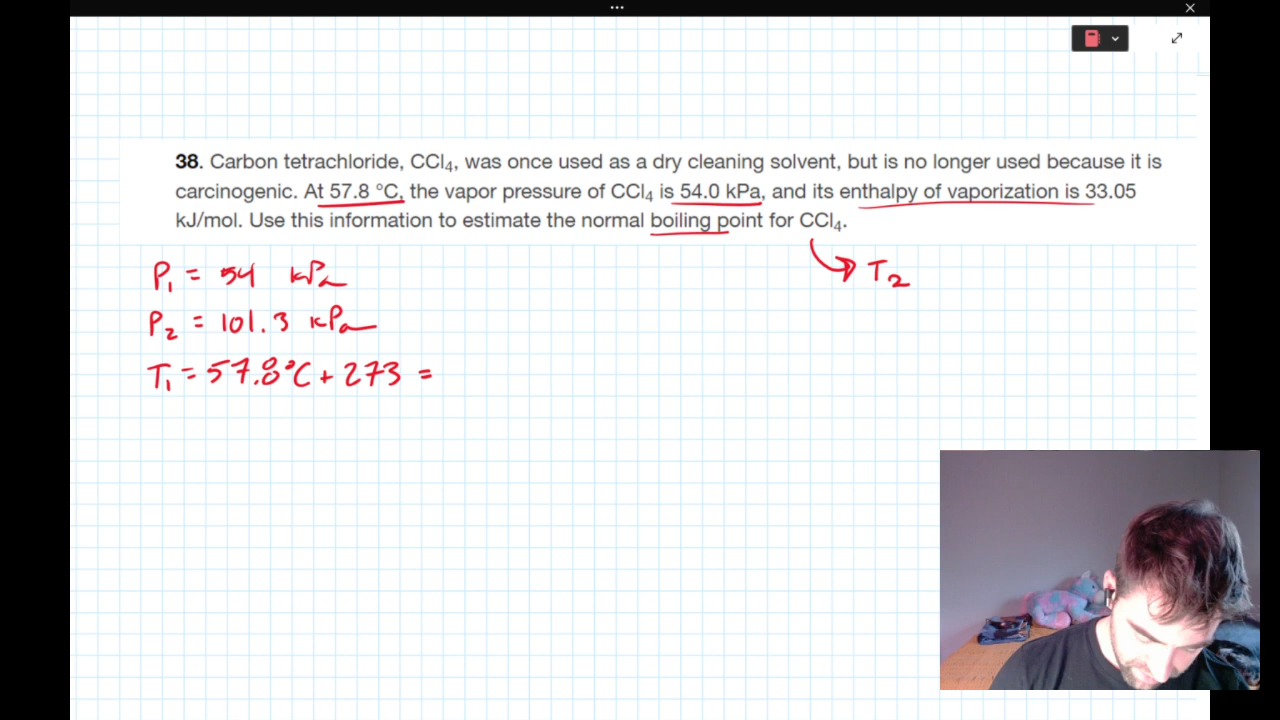 38. Carbon tetrachloride, CCl₄, was once used as a dry cleaning solvent, but is no longer used because it is
carcinogenic. At 57.8 °C, the vapor pressure of CCl₄ is 54.0 kPa, and its enthalpy of vaporization is 33.05
kJ/mol. Use this information to estimate the normal boiling point for CCl₄.
T₂
P₁ = 54 kPa
P₂ = 101.3 kPa
T₁ = 57.8°C + 273 =